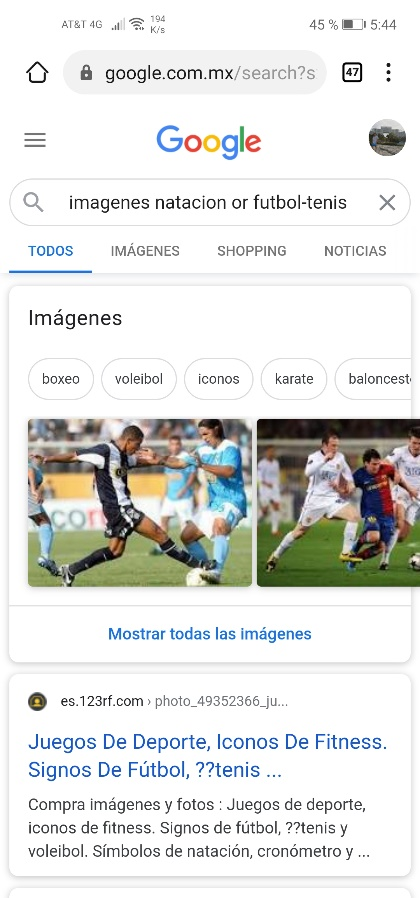 AT&T 4G 194 K/s 45 % 5:44
google.com.mx/search?s 47
Google
imagenes natacion or futbol-tenis
TODOS IMÁGENES SHOPPING NOTICIAS
Imágenes
boxeo voleibol iconos karate baloncest
Mostrar todas las imágenes
es.123rf.com › photo_49352366_ju...
Juegos De Deporte, Iconos De Fitness.
Signos De Fútbol, ??tenis ...
Compra imágenes y fotos : Juegos de deporte,
iconos de fitness. Signos de fútbol, ??tenis y
voleibol. Símbolos de natación, cronómetro y ...